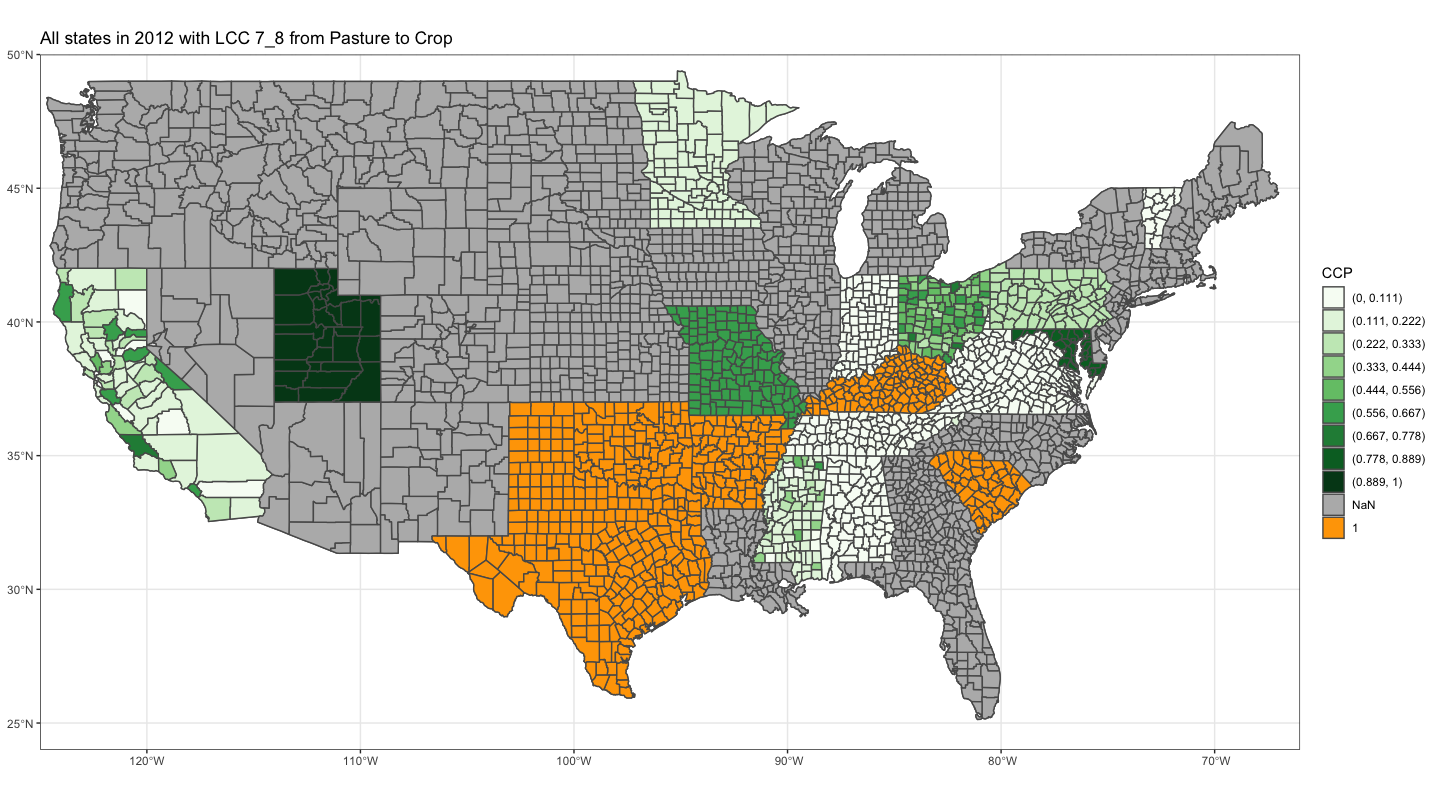 All states in 2012 with LCC 7_8 from Pasture to Crop
50°N
45°N
40°N
35°N
30°N
25°N
120°W
110°W
100°W
90°W
80°W
70°W
CCP
(0, 0.111)
(0.111, 0.222)
(0.222, 0.333)
(0.333, 0.444)
(0.444, 0.556)
(0.556, 0.667)
(0.667, 0.778)
(0.778, 0.889)
(0.889, 1)
NaN
1